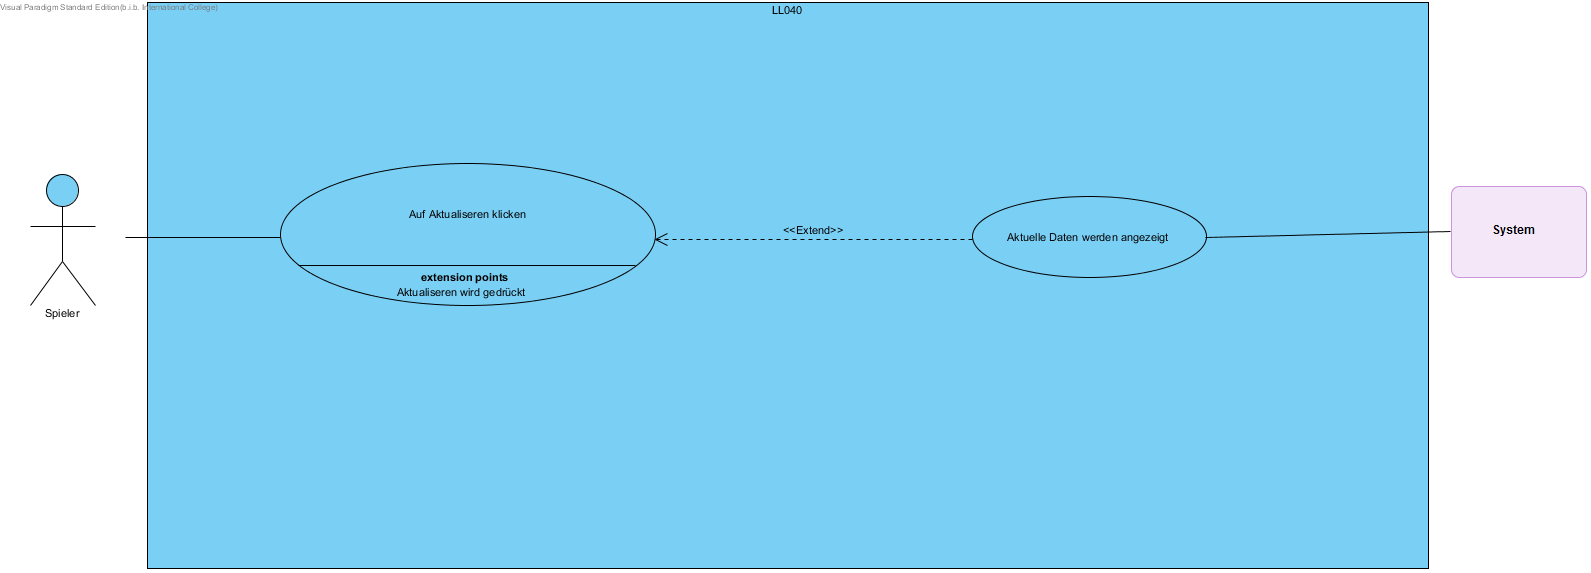 Visual Paradigm Standard Edition(b.i.b. International College)
LL040
Auf Aktualiseren klicken
extension points
Aktualiseren wird gedrückt
<<Extend>>
Aktuelle Daten werden angezeigt
System
Spieler